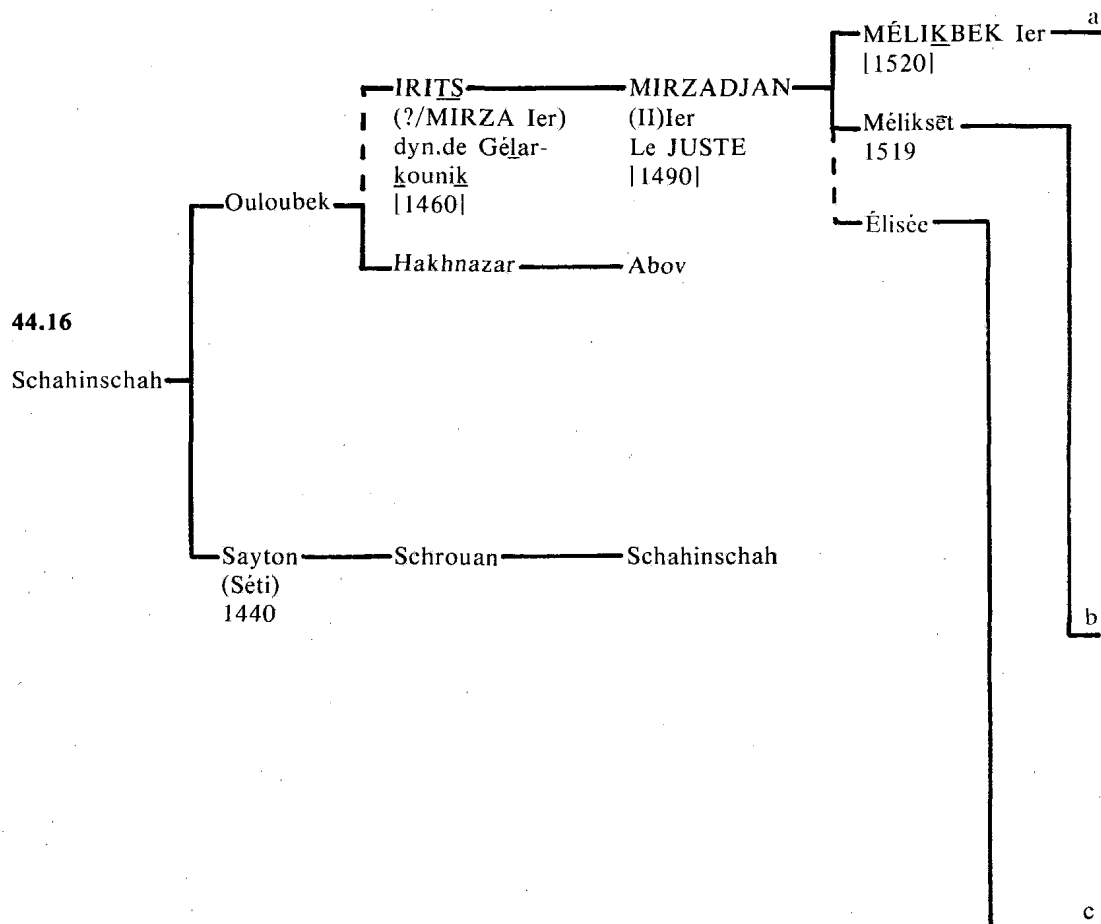 a
MÉLIKBEK Ier
|1520|
IRITS
(?/MIRZA Ier)
dyn.de Gélar-
kounik
|1460|
MIRZADJAN
(II)Ier
Le JUSTE
|1490|
Méliksēt
1519
Ouloubek
Élisée
Hakhnazar
Abov
44.16
Schahinschah
Sayton
(Séti)
1440
Schrouan
Schahinschah
b
c